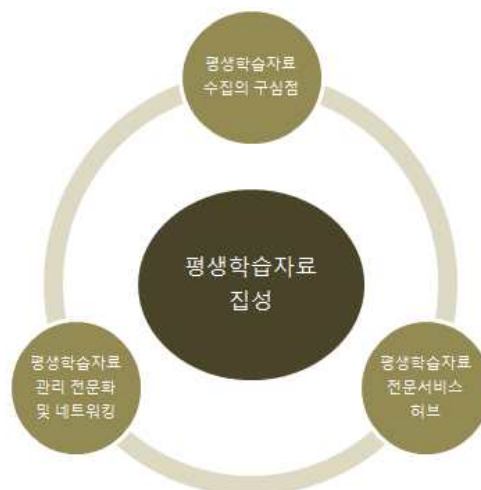 평생학습자료
수집의 구심점
평생학습자료
집성
평생학습자료
관리 전문화
및 네트워킹
평생학습자료
전문서비스
허브